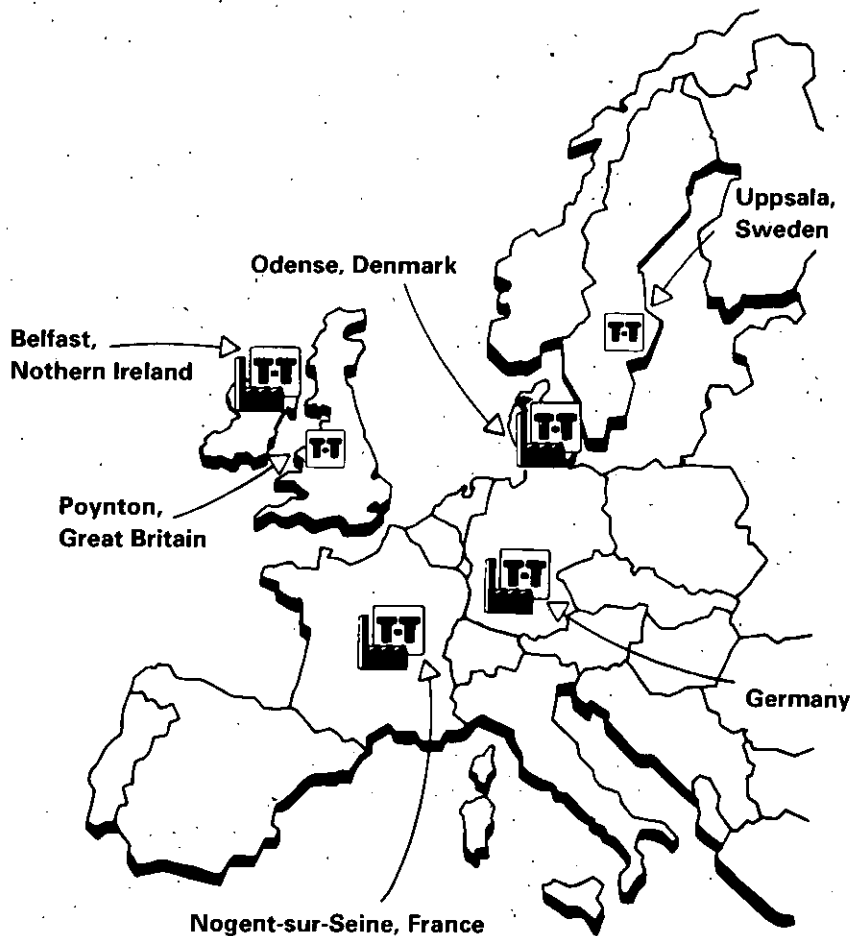 Uppsala,
Sweden
Odense, Denmark
Belfast,
Nothern Ireland
T-T
T-T
T-T
T-T
Poynton,
Great Britain
T-T
T-T
Germany
Nogent-sur-Seine, France